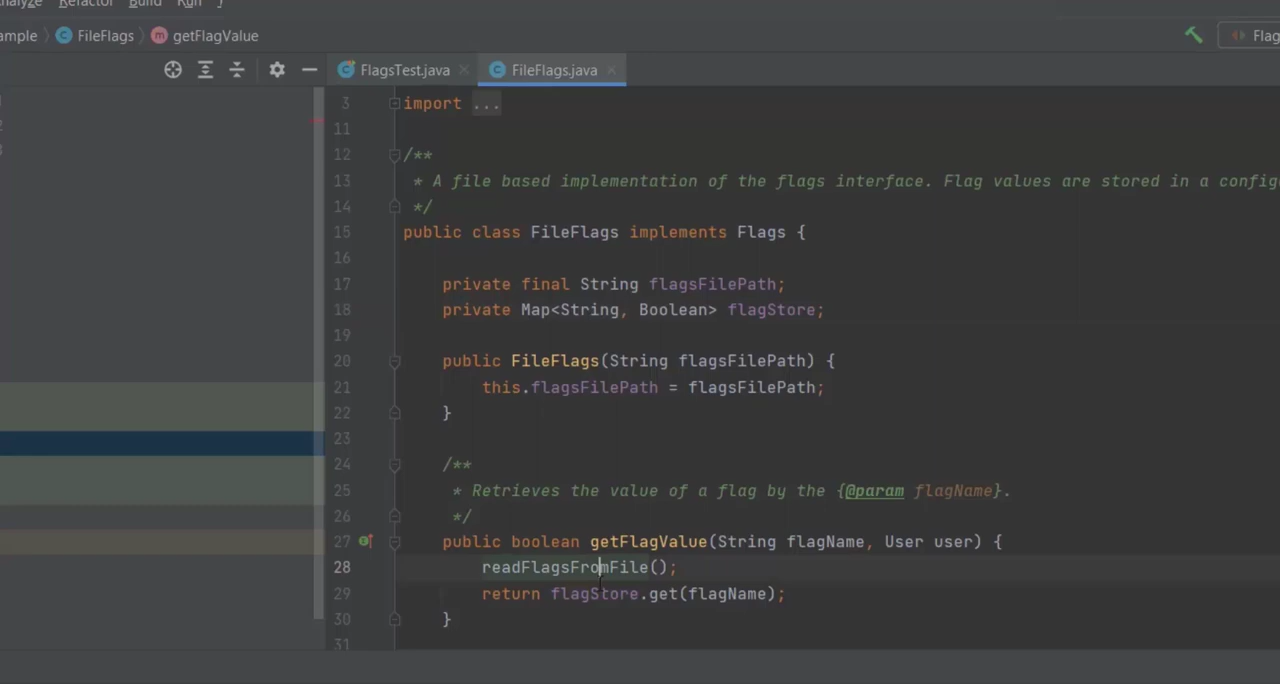 Refactor Build Run
ample FileFlags getFlagValue Flag
FlagsTest.java FileFlags.java
3 import ...
11
12 /**
13 * A file based implementation of the flags interface. Flag values are stored in a config
14 */
15 public class FileFlags implements Flags {
16
17 private final String flagsFilePath;
18 private Map<String, Boolean> flagStore;
19
20 public FileFlags(String flagsFilePath) {
21 this.flagsFilePath = flagsFilePath;
22 }
23
24 /**
25 * Retrieves the value of a flag by the {@param flagName}.
26 */
27 public boolean getFlagValue(String flagName, User user) {
28 readFlagsFromFile();
29 return flagStore.get(flagName);
30 }
31